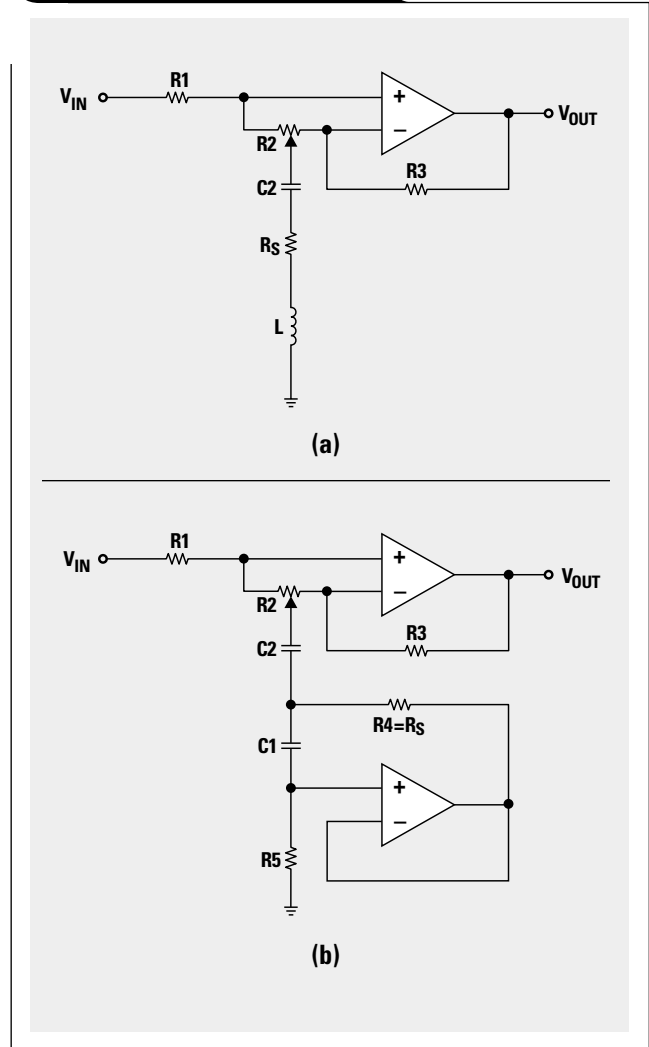 R1
V_IN
+
V_OUT
R2
−
R3
C2
R_S
L
(a)
R1
V_IN
+
V_OUT
R2
−
R3
C2
R4=R_S
C1
+
−
R5
(b)